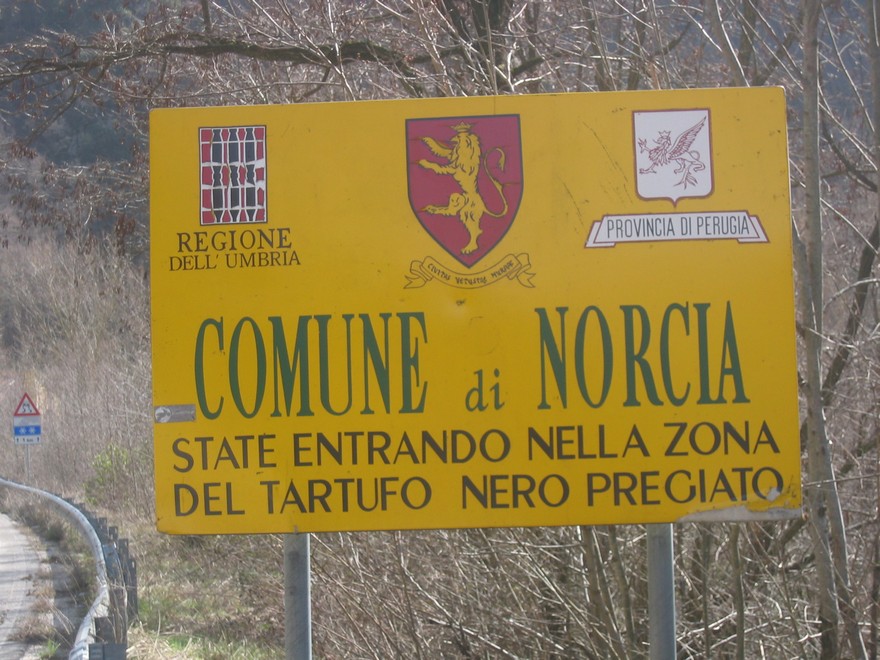 REGIONE
DELL'UMBRIA
PROVINCIA DI PERUGIA
COMUNE di NORCIA
STATE ENTRANDO NELLA ZONA
DEL TARTUFO NERO PREGIATO